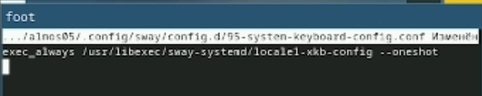 foot
.../almos05/.config/sway/config.d/95-system-keyboard-config.conf Изменён
exec_always /usr/libexec/sway-systemd/locale1-xkb-config --oneshot